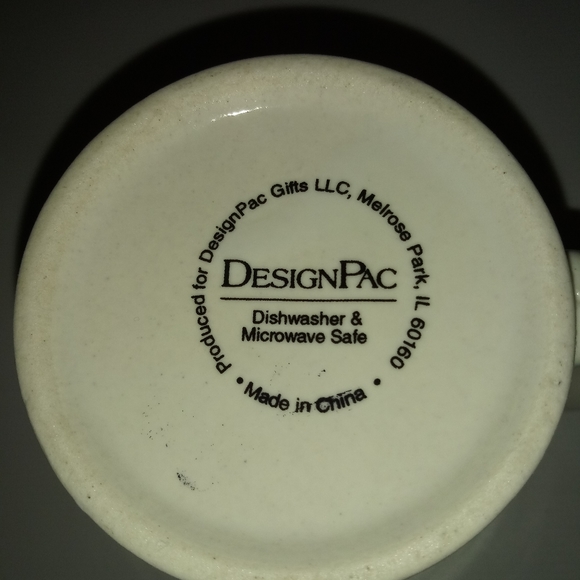 Produced for DesignPac Gifts LLC, Melrose Park, IL 60160
DESIGNPAC
Dishwasher &
Microwave Safe
• Made in China •